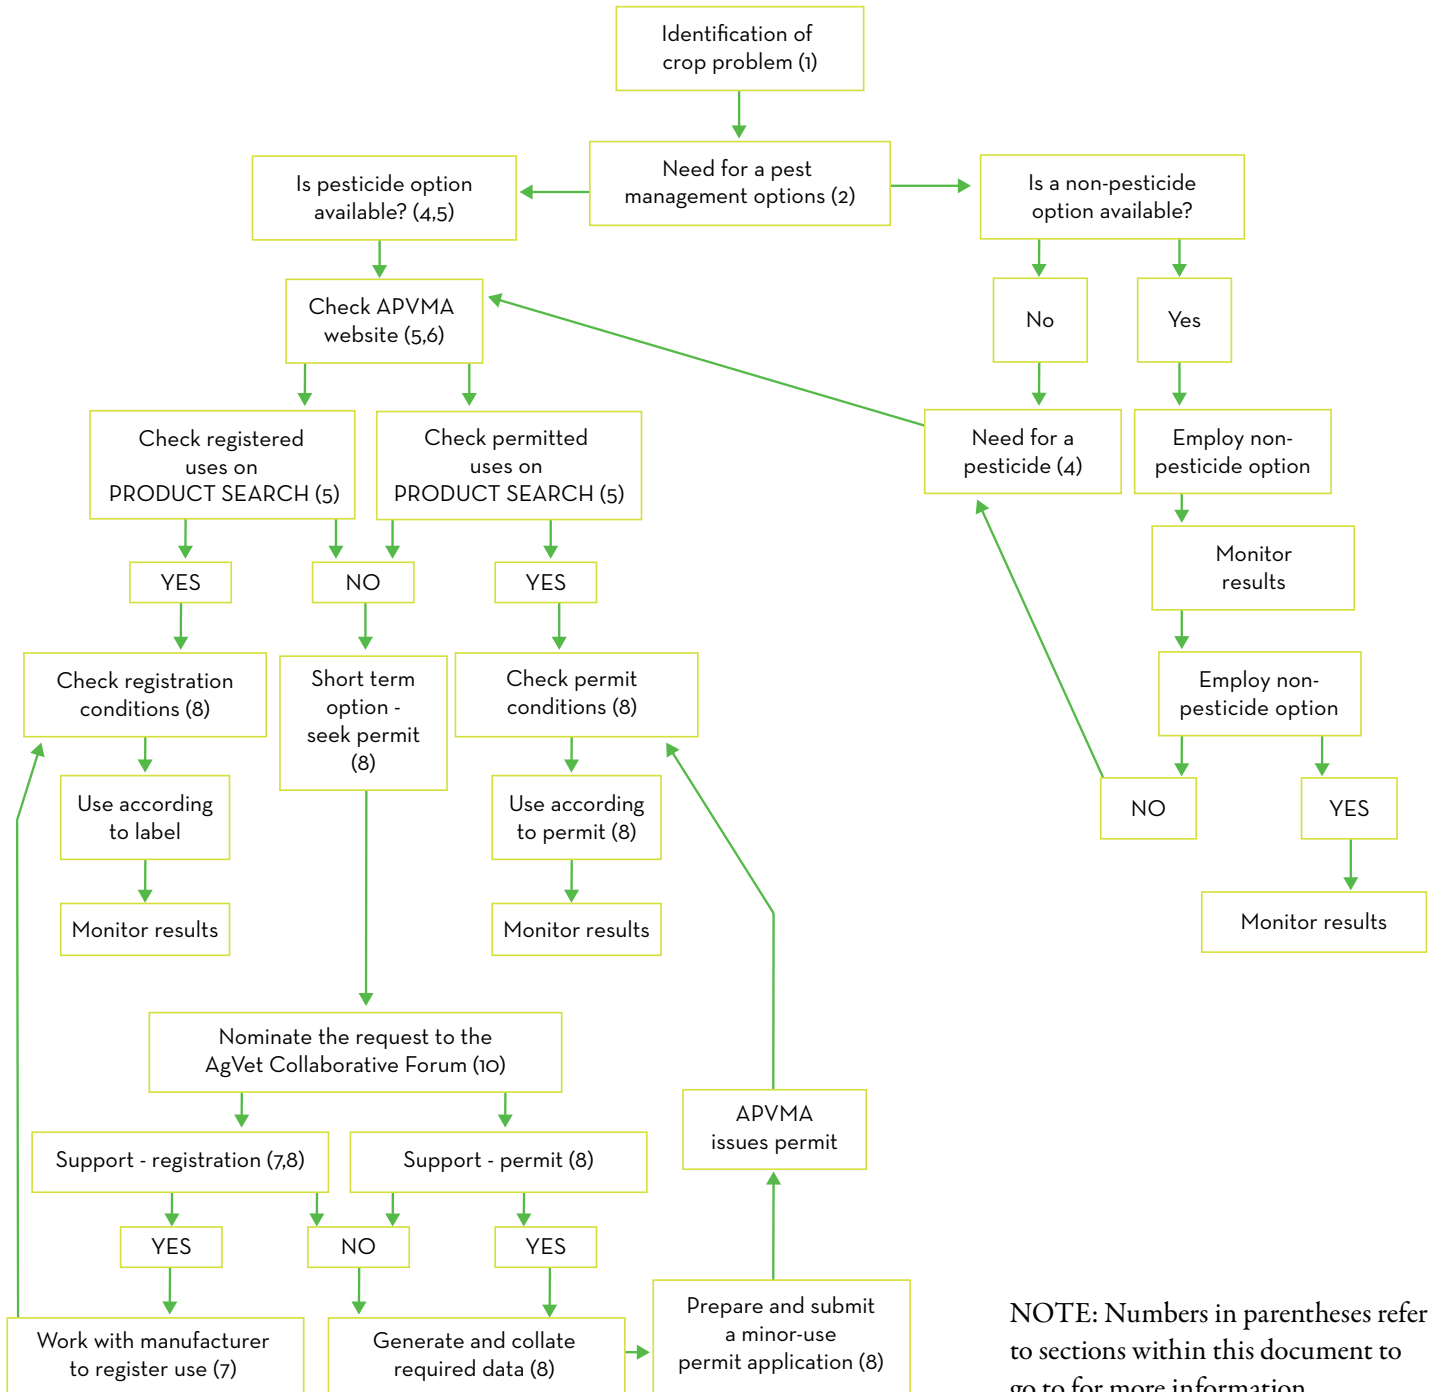 Identification of
crop problem (1)
Need for a pest
management options (2)
Is pesticide option
available? (4,5)
Is a non-pesticide
option available?
Check APVMA
website (5,6)
No
Yes
Check registered
uses on
PRODUCT SEARCH (5)
Check permitted
uses on
PRODUCT SEARCH (5)
Need for a
pesticide (4)
Employ non-
pesticide option
YES
NO
YES
Monitor
results
Check registration
conditions (8)
Short term
option -
seek permit
(8)
Check permit
conditions (8)
Employ non-
pesticide option
Use according
to label
Use according
to permit (8)
NO
YES
Monitor results
Monitor results
Monitor results
Nominate the request to the
AgVet Collaborative Forum (10)
APVMA
issues permit
Support - registration (7,8)
Support - permit (8)
YES
NO
YES
Work with manufacturer
to register use (7)
Generate and collate
required data (8)
Prepare and submit
a minor-use
permit application (8)
NOTE: Numbers in parentheses refer
to sections within this document to
go to for more information